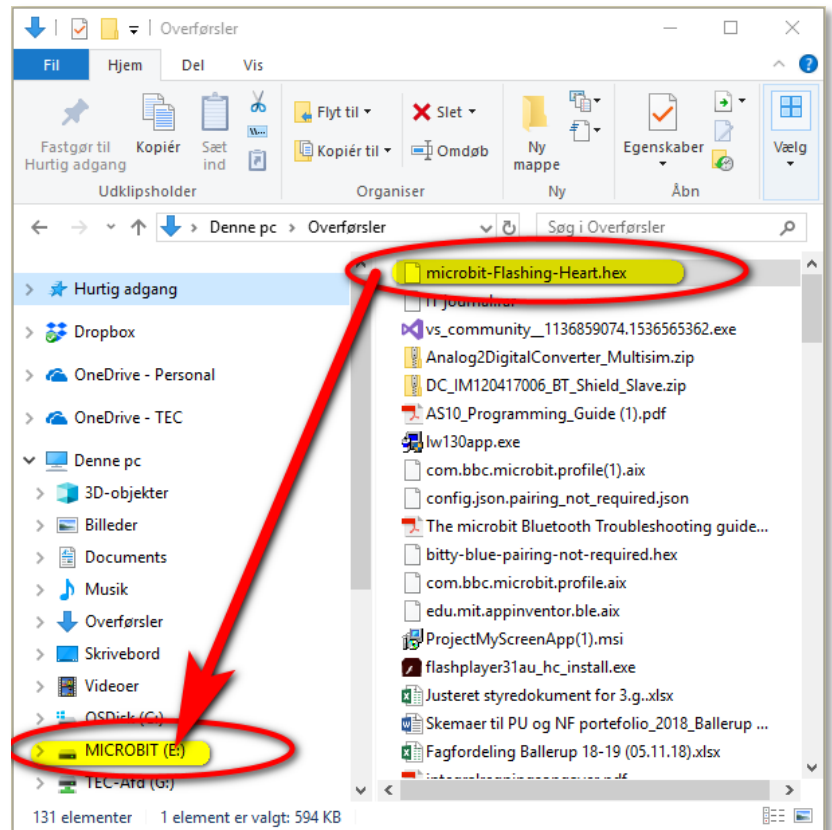 Overførsler
Fil Hjem Del Vis
Fastgør til Hurtig adgang
Kopiér
Sæt ind
Flyt til
Kopiér til
Slet
Omdøb
Ny mappe
Egenskaber
Vælg
Udklipsholder
Organiser
Ny
Åbn
Denne pc > Overførsler
Søg i Overførsler
Hurtig adgang
Dropbox
OneDrive - Personal
OneDrive - TEC
Denne pc
3D-objekter
Billeder
Documents
Musik
Overførsler
Skrivebord
Videoer
OSDisk (C:)
MICROBIT (E:)
TEC-Afd (G:)
microbit-Flashing-Heart.hex
vs_community__1136859074.1536565362.exe
Analog2DigitalConverter_Multisim.zip
DC_IM120417006_BT_Shield_Slave.zip
AS10_Programming_Guide (1).pdf
lw130app.exe
com.bbc.microbit.profile(1).aix
config.json.pairing_not_required.json
The microbit Bluetooth Troubleshooting guide...
bitty-blue-pairing-not-required.hex
com.bbc.microbit.profile.aix
edu.mit.appinventor.ble.aix
ProjectMyScreenApp(1).msi
flashplayer31au_hc_install.exe
Justeret styredokument for 3.g..xlsx
Skemaer til PU og NF portefolio_2018_Ballerup ...
Fagfordeling Ballerup 18-19 (05.11.18).xlsx
131 elementer 1 element er valgt: 594 KB